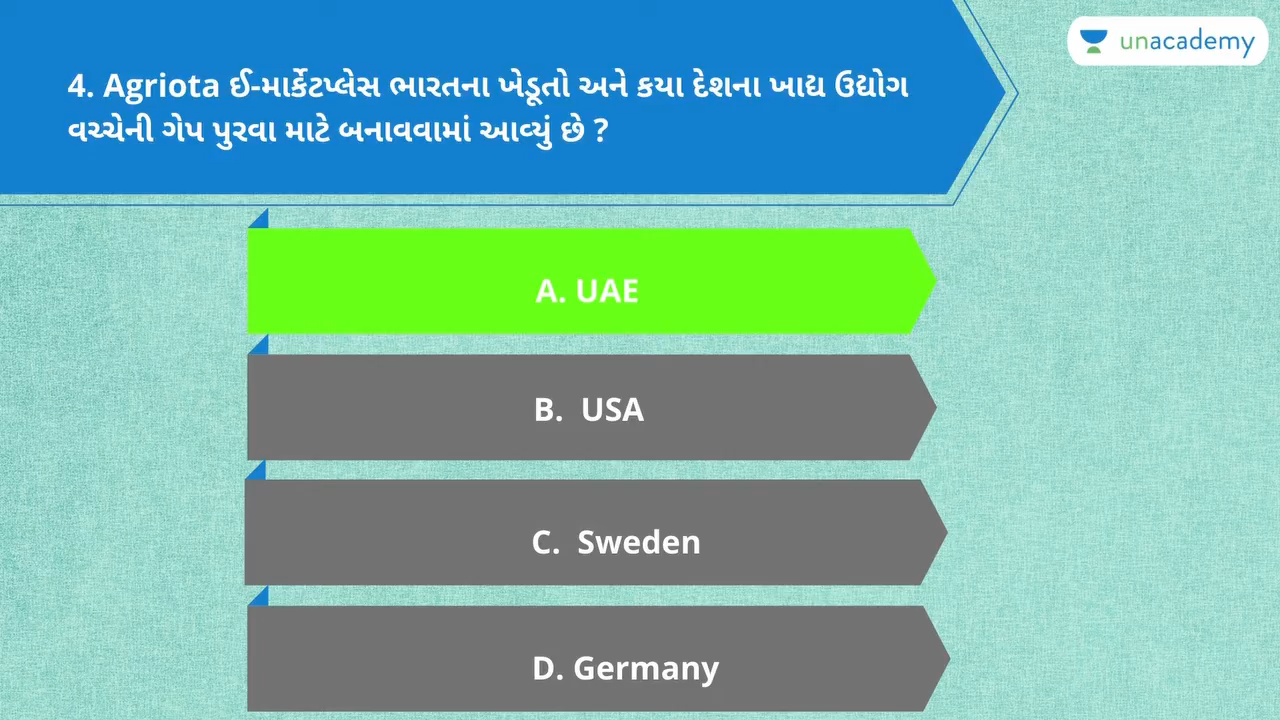 unacademy
4. Agriota ઈ-માર્કેટપ્લેસ ભારતના ખેડૂતો અને કયા દેશના ખાદ્ય ઉદ્યોગ
વચ્ચેની ગેપ પુરવા માટે બનાવવામાં આવ્યું છે ?
A. UAE
B. USA
C. Sweden
D. Germany